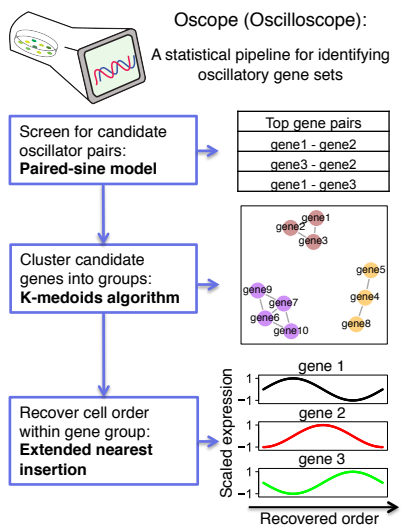 Oscope (Oscilloscope):
A statistical pipeline for identifying
oscillatory gene sets
Screen for candidate
oscillator pairs:
Paired-sine model
Top gene pairs
gene1 - gene2
gene3 - gene2
gene1 - gene3
Cluster candidate
genes into groups:
K-medoids algorithm
gene1
gene2
gene3
gene5
gene4
gene8
gene9
gene7
gene6
gene10
Recover cell order
within gene group:
Extended nearest
insertion
Scaled expression
gene 1
1
−1
gene 2
1
−1
gene 3
1
−1
Recovered order